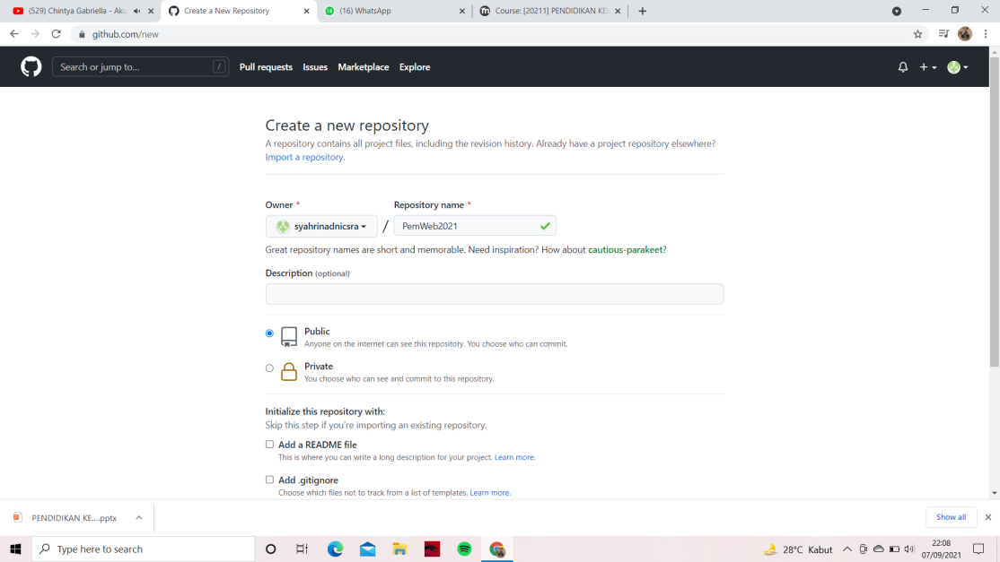 (529) Chintya Gabriella - Aku
Create a New Repository
(16) WhatsApp
Course: [20211] PENDIDIKAN KEW
github.com/new
Search or jump to...
/
Pull requests
Issues
Marketplace
Explore
Create a new repository
A repository contains all project files, including the revision history. Already have a project repository elsewhere?
Import a repository.
Owner *
Repository name *
syahrinadnicsra
/
PemWeb2021
Great repository names are short and memorable. Need inspiration? How about cautious-parakeet?
Description (optional)
Public
Anyone on the internet can see this repository. You choose who can commit.
Private
You choose who can see and commit to this repository.
Initialize this repository with:
Skip this step if you're importing an existing repository.
Add a README file
This is where you can write a long description for your project. Learn more.
Add .gitignore
Choose which files not to track from a list of templates. Learn more.
PENDIDIKAN KE....pptx
Show all
Type here to search
28°C Kabut
22:08
07/09/2021